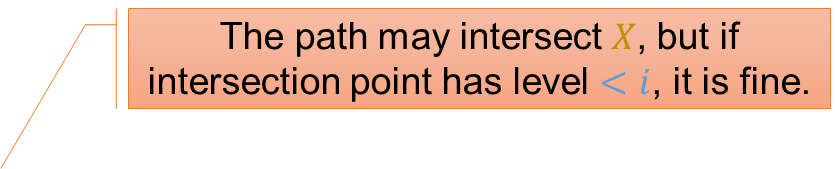 The path may intersect X, but if
intersection point has level < i, it is fine.